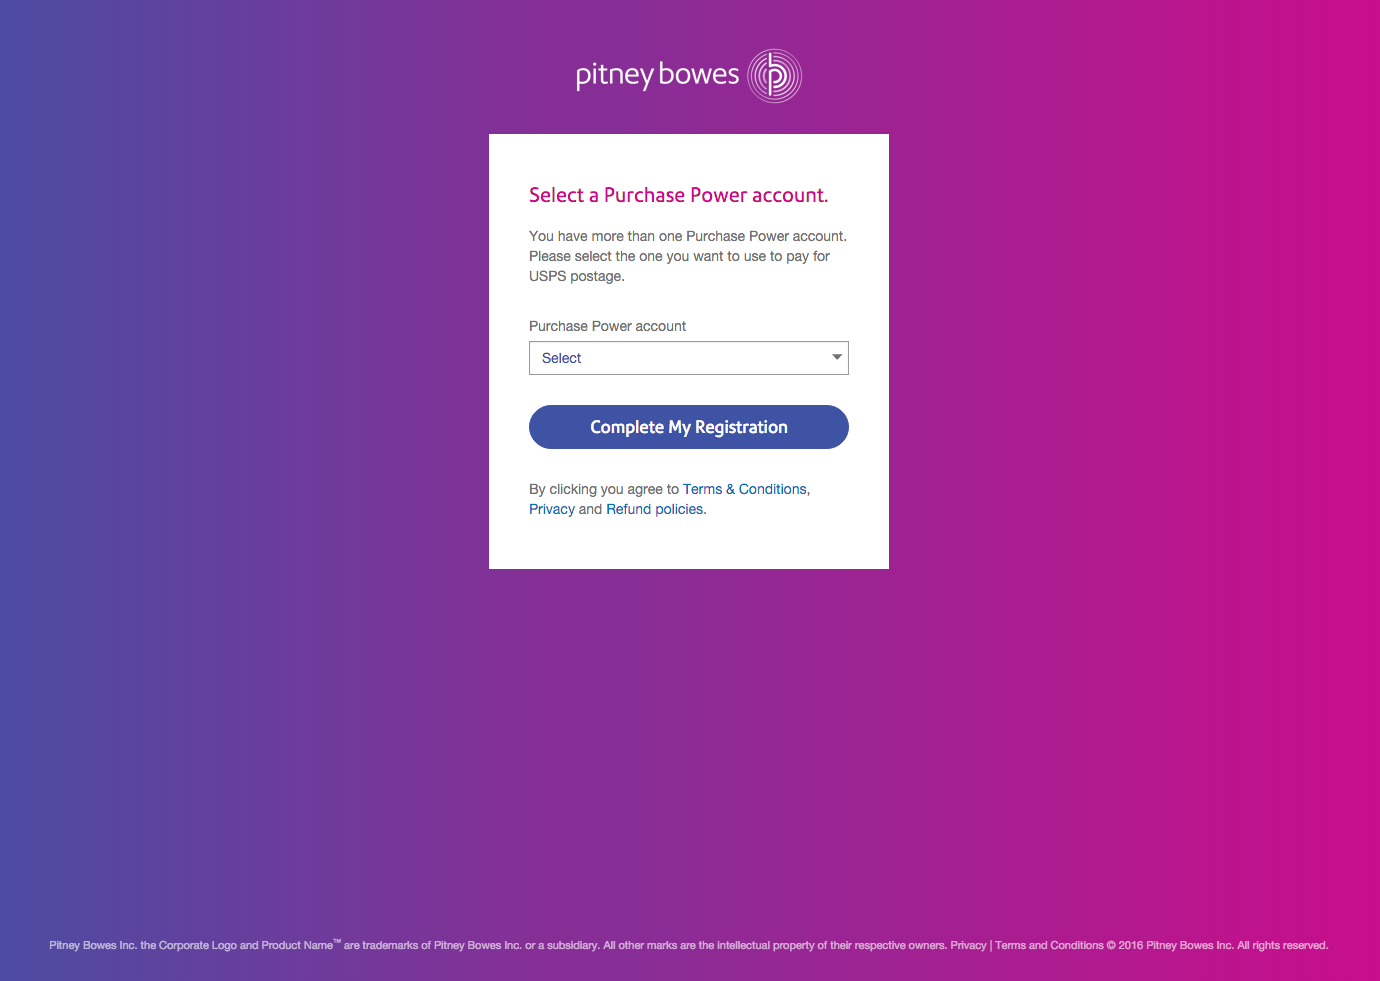 pitney bowes
Select a Purchase Power account.
You have more than one Purchase Power account.
Please select the one you want to use to pay for
USPS postage.
Purchase Power account
Select
Complete My Registration
By clicking you agree to Terms & Conditions,
Privacy and Refund policies.
Pitney Bowes Inc. the Corporate Logo and Product Name™ are trademarks of Pitney Bowes Inc. or a subsidiary. All other marks are the intellectual property of their respective owners. Privacy | Terms and Conditions © 2016 Pitney Bowes Inc. All rights reserved.